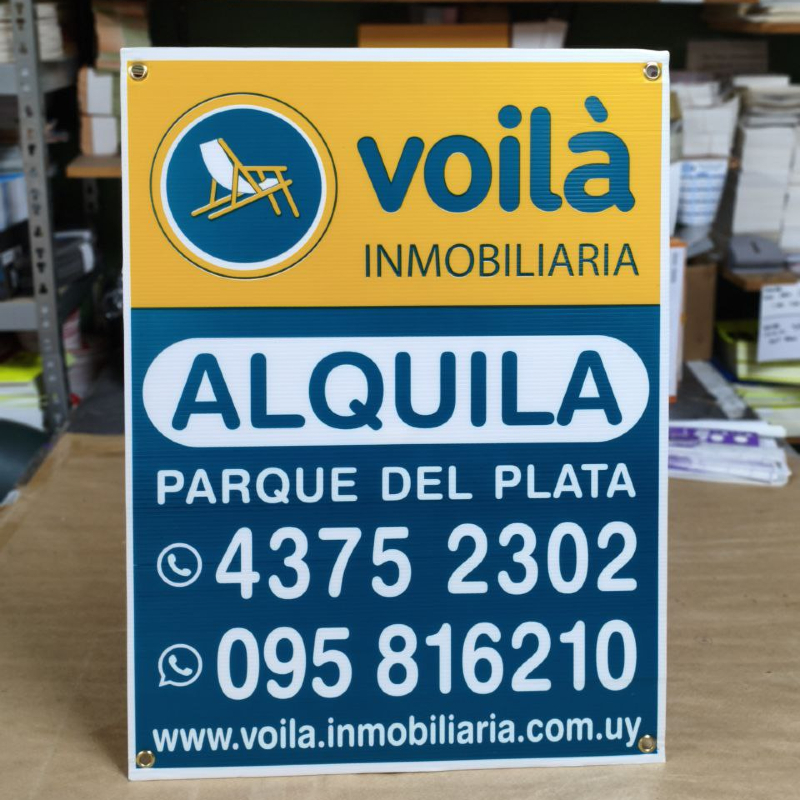 voilà
INMOBILIARIA
ALQUILA
PARQUE DEL PLATA
4375 2302
095 816210
www.voila.inmobiliaria.com.uy